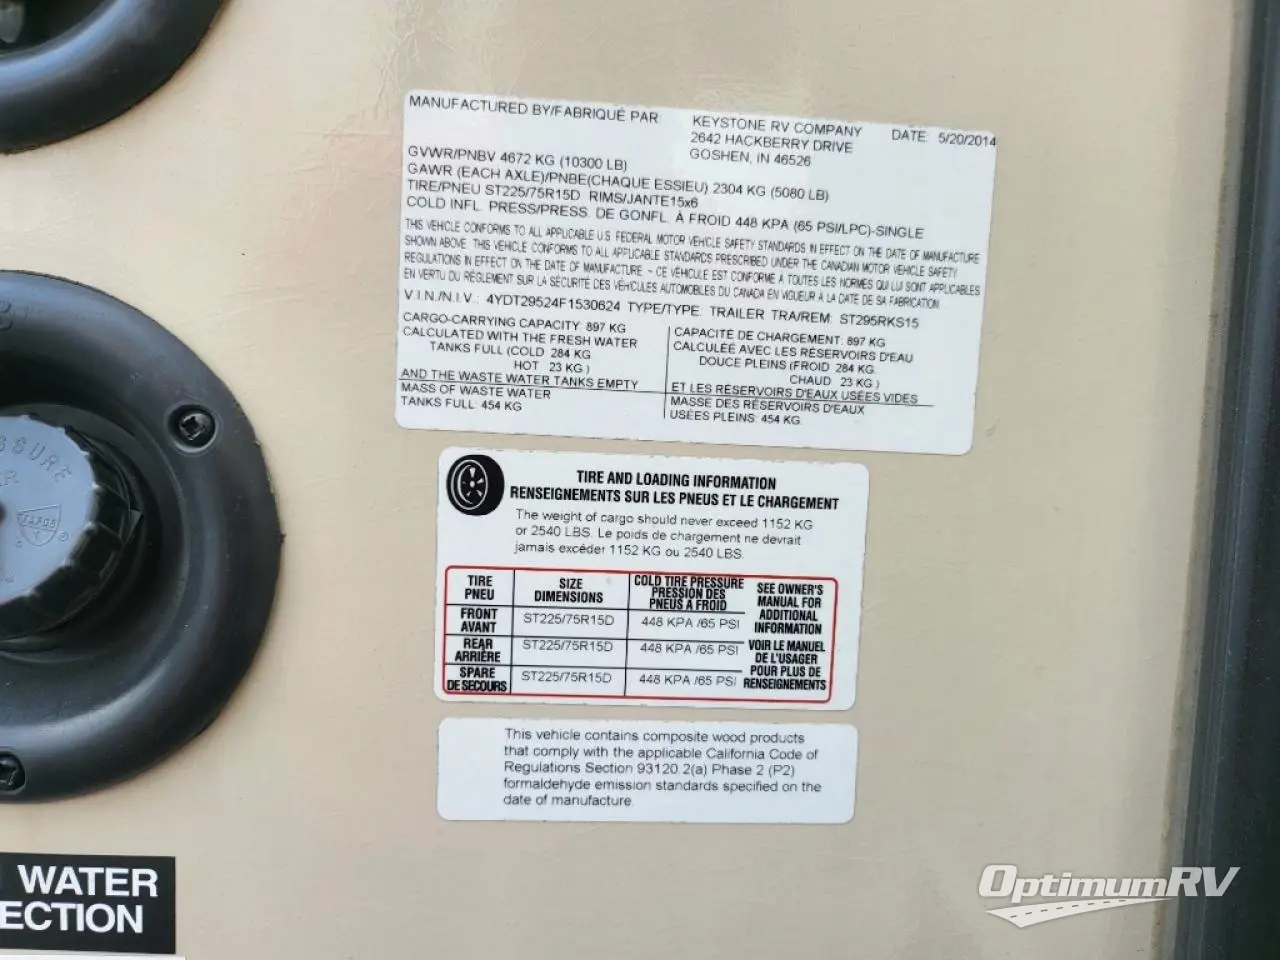 MANUFACTURED BY/FABRIQUÉ PAR: KEYSTONE RV COMPANY DATE: 5/20/2014
2642 HACKBERRY DRIVE
GOSHEN, IN 46526
GVWR/PNBV 4672 KG (10300 LB)
GAWR (EACH AXLE)/PNBE(CHAQUE ESSIEU) 2304 KG (5080 LB)
TIRE/PNEU ST225/75R15D RIMS/JANTE15x6
COLD INFL. PRESS/PRESS. DE GONFL. À FROID 448 KPA (65 PSI/LPC)-SINGLE
THIS VEHICLE CONFORMS TO ALL APPLICABLE U.S. FEDERAL MOTOR VEHICLE SAFETY STANDARDS IN EFFECT ON THE DATE OF MANUFACTURE
SHOWN ABOVE. THIS VEHICLE CONFORMS TO ALL APPLICABLE STANDARDS PRESCRIBED UNDER THE CANADIAN MOTOR VEHICLE SAFETY
REGULATIONS IN EFFECT ON THE DATE OF MANUFACTURE ~ CE VÉHICULE EST CONFORME A TOUTES LES NORMES QUI LUI SONT APPLICABLES
EN VERTU DU RÈGLEMENT SUR LA SÉCURITÉ DES VÉHICULES AUTOMOBILES DU CANADA EN VIGUEUR À LA DATE DE SA FABRICATION.
V.I.N./N.I.V.: 4YDT29524F1530624 TYPE/TYPE: TRAILER TRA/REM: ST295RKS15
CARGO-CARRYING CAPACITY: 897 KG
CALCULATED WITH THE FRESH WATER
TANKS FULL (COLD 284 KG
HOT 23 KG )
AND THE WASTE WATER TANKS EMPTY
MASS OF WASTE WATER
TANKS FULL: 454 KG
CAPACITÉ DE CHARGEMENT: 897 KG
CALCULÉE AVEC LES RÉSERVOIRS D'EAU
DOUCE PLEINS (FROID 284 KG.
CHAUD 23 KG )
ET LES RÉSERVOIRS D'EAUX USÉES VIDES
MASSE DES RÉSERVOIRS D'EAUX
USÉES PLEINS: 454 KG
TIRE AND LOADING INFORMATION
RENSEIGNEMENTS SUR LES PNEUS ET LE CHARGEMENT
The weight of cargo should never exceed 1152 KG
or 2540 LBS. Le poids de chargement ne devrait
jamais excéder 1152 KG ou 2540 LBS.
TIRE
PNEU
SIZE
DIMENSIONS
COLD TIRE PRESSURE
PRESSION DES
PNEUS A FROID
FRONT
AVANT
ST225/75R15D 448 KPA /65 PSI
REAR
ARRIÈRE
ST225/75R15D 448 KPA /65 PSI
SPARE
DE SECOURS
ST225/75R15D 448 KPA /65 PSI
SEE OWNER'S
MANUAL FOR
ADDITIONAL
INFORMATION
VOIR LE MANUEL
DE L'USAGER
POUR PLUS DE
RENSEIGNEMENTS
This vehicle contains composite wood products
that comply with the applicable California Code of
Regulations Section 93120.2(a) Phase 2 (P2)
formaldehyde emission standards specified on the
date of manufacture.
WATER
ECTION
OptimumRV